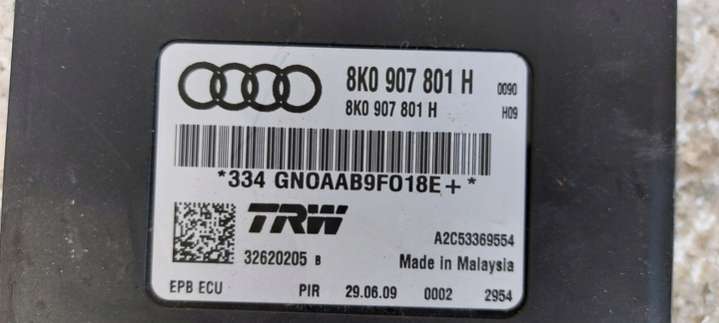 8K0 907 801 H 0090
8K0 907 801 H H09
*334 GN0AAB9F018E+*
TRW
A2C53369554
32620205 B
Made in Malaysia
EPB ECU PIR 29.06.09 0002 2954